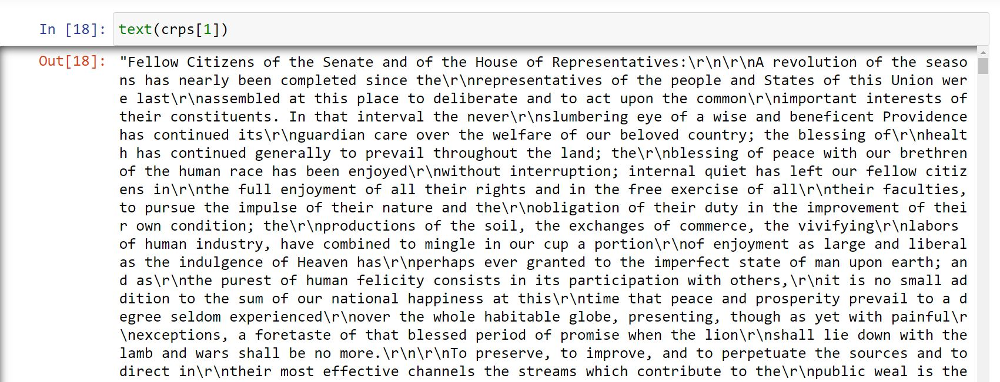 In [18]: text(crps[1])
Out[18]: "Fellow Citizens of the Senate and of the House of Representatives:\r\n\r\nA revolution of the seaso
ns has nearly been completed since the\r\nrepresentatives of the people and States of this Union wer
e last\r\nassembled at this place to deliberate and to act upon the common\r\nimportant interests of
their constituents. In that interval the never\r\nslumbering eye of a wise and beneficent Providence
has continued its\r\nguardian care over the welfare of our beloved country; the blessing of\r\nhealt
h has continued generally to prevail throughout the land; the\r\nblessing of peace with our brethren
of the human race has been enjoyed\r\nwithout interruption; internal quiet has left our fellow citiz
ens in\r\nthe full enjoyment of all their rights and in the free exercise of all\r\ntheir faculties,
to pursue the impulse of their nature and the\r\nobligation of their duty in the improvement of thei
r own condition; the\r\nproductions of the soil, the exchanges of commerce, the vivifying\r\nlabors
of human industry, have combined to mingle in our cup a portion\r\nof enjoyment as large and liberal
as the indulgence of Heaven has\r\nperhaps ever granted to the imperfect state of man upon earth; an
d as\r\nthe purest of human felicity consists in its participation with others,\r\nit is no small ad
dition to the sum of our national happiness at this\r\ntime that peace and prosperity prevail to a d
egree seldom experienced\r\nover the whole habitable globe, presenting, though as yet with painful\r
\nexceptions, a foretaste of that blessed period of promise when the lion\r\nshall lie down with the
lamb and wars shall be no more.\r\n\r\nTo preserve, to improve, and to perpetuate the sources and to
direct in\r\ntheir most effective channels the streams which contribute to the\r\npublic weal is the